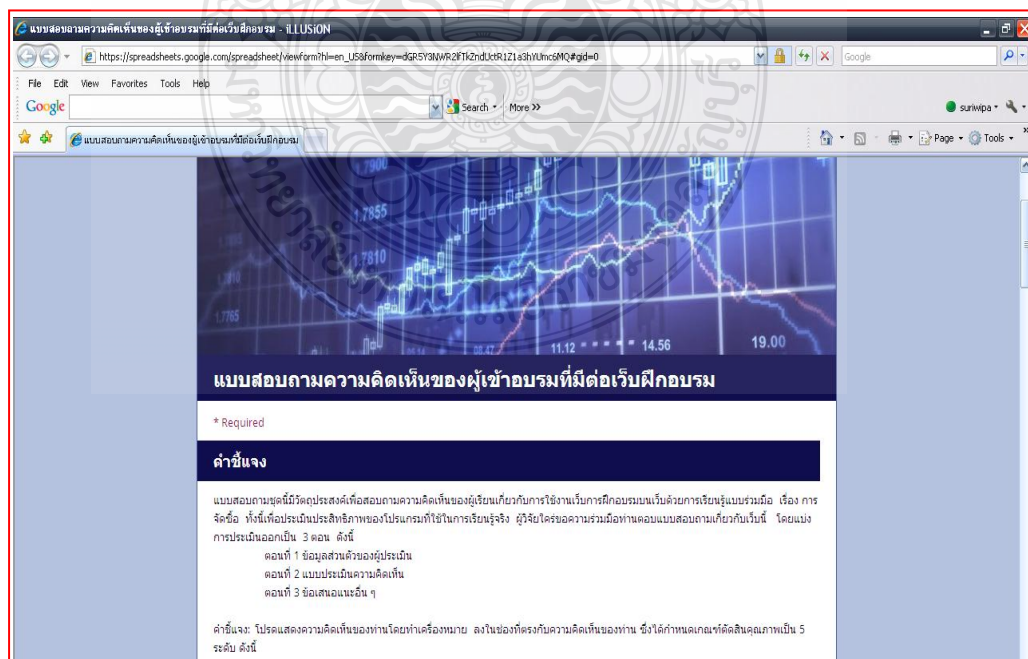 แบบสอบถามความคิดเห็นของผู้เข้าอบรมที่มีต่อเว็บฝึกอบรม - iLLUSiON
Google
File Edit View Favorites Tools Help
Google Search More >> suriwipa
แบบสอบถามความคิดเห็นของผู้เข้าอบรมที่มีต่อเว็บฝึกอบรม Page Tools
1.7900
1.7855
1.7810
1.7765
08.47 11.12 14.56 19.00
แบบสอบถามความคิดเห็นของผู้เข้าอบรมที่มีต่อเว็บฝึกอบรม
* Required
คำชี้แจง
แบบสอบถามชุดนี้มีวัตถุประสงค์เพื่อสอบถามความคิดเห็นของผู้เรียนเกี่ยวกับการใช้งานเว็บการฝึกอบรมบนเว็บด้วยการเรียนรู้แบบร่วมมือ เรื่อง การ
จัดซื้อ ทั้งนี้เพื่อประเมินประสิทธิภาพของโปรแกรมที่ใช้ในการเรียนรู้จริง ผู้วิจัยใคร่ขอความร่วมมือท่านตอบแบบสอบถามเกี่ยวกับเว็บนี้ โดยแบ่ง
การประเมินออกเป็น 3 ตอน ดังนี้
ตอนที่ 1 ข้อมูลส่วนตัวของผู้ประเมิน
ตอนที่ 2 แบบประเมินความคิดเห็น
ตอนที่ 3 ข้อเสนอแนะอื่น ๆ
คำชี้แจง: โปรดแสดงความคิดเห็นของท่านโดยทำเครื่องหมาย ลงในช่องที่ตรงกับความคิดเห็นของท่าน ซึ่งได้กำหนดเกณฑ์ตัดสินคุณภาพเป็น 5
ระดับ ดังนี้